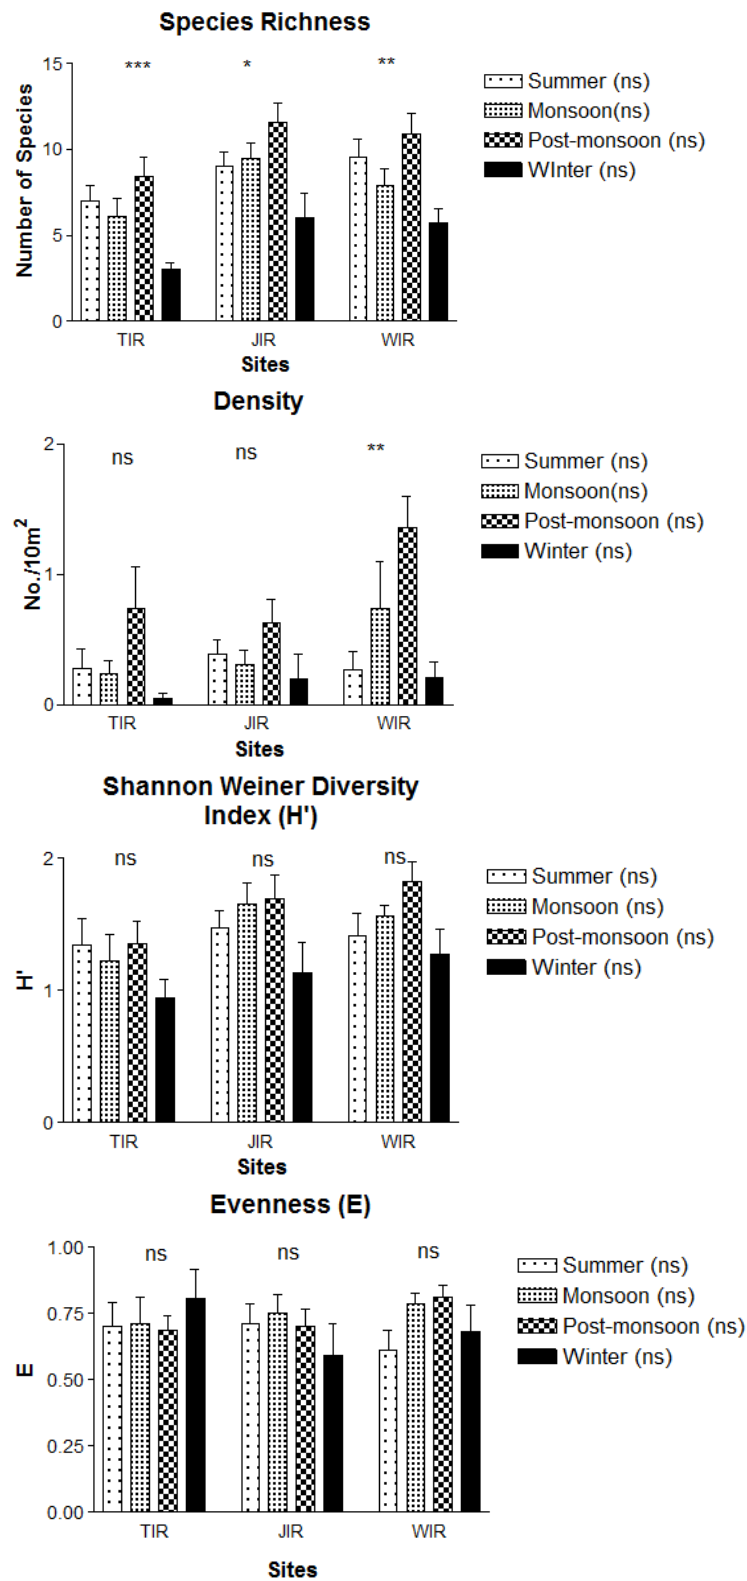 Species Richness
15
10
5
0
Number of Species
***
*
**
TIR
JIR
WIR
Sites
Summer (ns)
Monsoon(ns)
Post-monsoon (ns)
WInter (ns)
Density
2
1
0
No./10m²
ns
ns
**
TIR
JIR
WIR
Sites
Summer (ns)
Monsoon(ns)
Post-monsoon (ns)
Winter (ns)
Shannon Weiner Diversity
Index (H')
2
1
0
H'
ns
ns
ns
TIR
JIR
WIR
Sites
Summer (ns)
Monsoon (ns)
Post-monsoon (ns)
Winter (ns)
Evenness (E)
1.00
0.75
0.50
0.25
0.00
E
ns
ns
ns
TIR
JIR
WIR
Sites
Summer (ns)
Monsoon (ns)
Post-monsoon (ns)
Winter (ns)